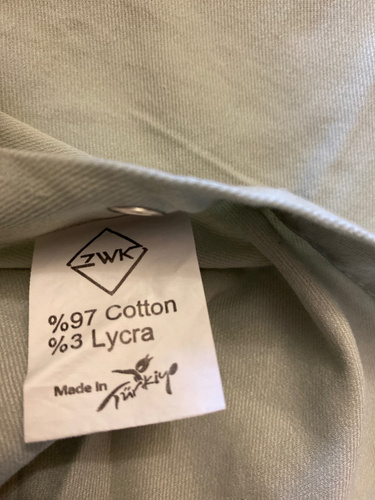 ZWK
%97 Cotton
%3 Lycra
Made in Türkiye